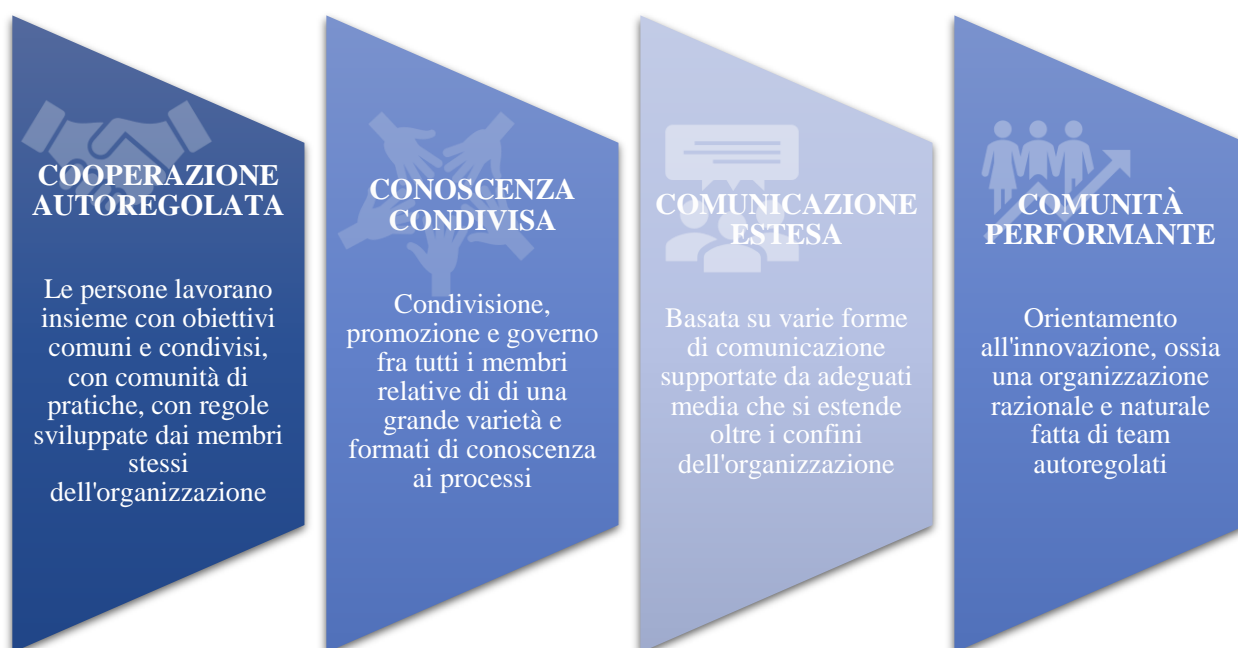 COOPERAZIONE
AUTOREGOLATA
Le persone lavorano
insieme con obiettivi
comuni e condivisi,
con comunità di
pratiche, con regole
sviluppate dai membri
stessi
dell'organizzazione
CONOSCENZA
CONDIVISA
Condivisione,
promozione e governo
fra tutti i membri
relative di di una
grande varietà e
formati di conoscenza
ai processi
COMUNICAZIONE
ESTESA
Basata su varie forme
di comunicazione
supportate da adeguati
media che si estende
oltre i confini
dell'organizzazione
COMUNITÀ
PERFORMANTE
Orientamento
all'innovazione, ossia
una organizzazione
razionale e naturale
fatta di team
autoregolati